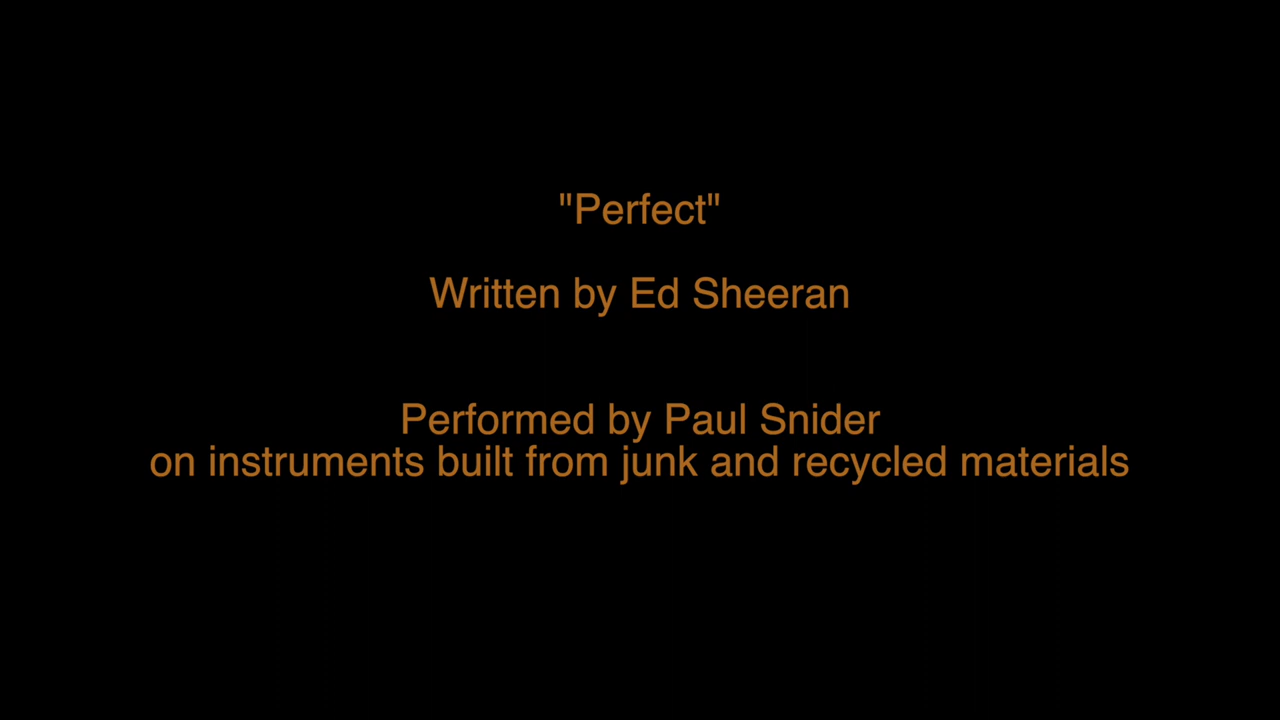 "Perfect"
Written by Ed Sheeran
Performed by Paul Snider
on instruments built from junk and recycled materials